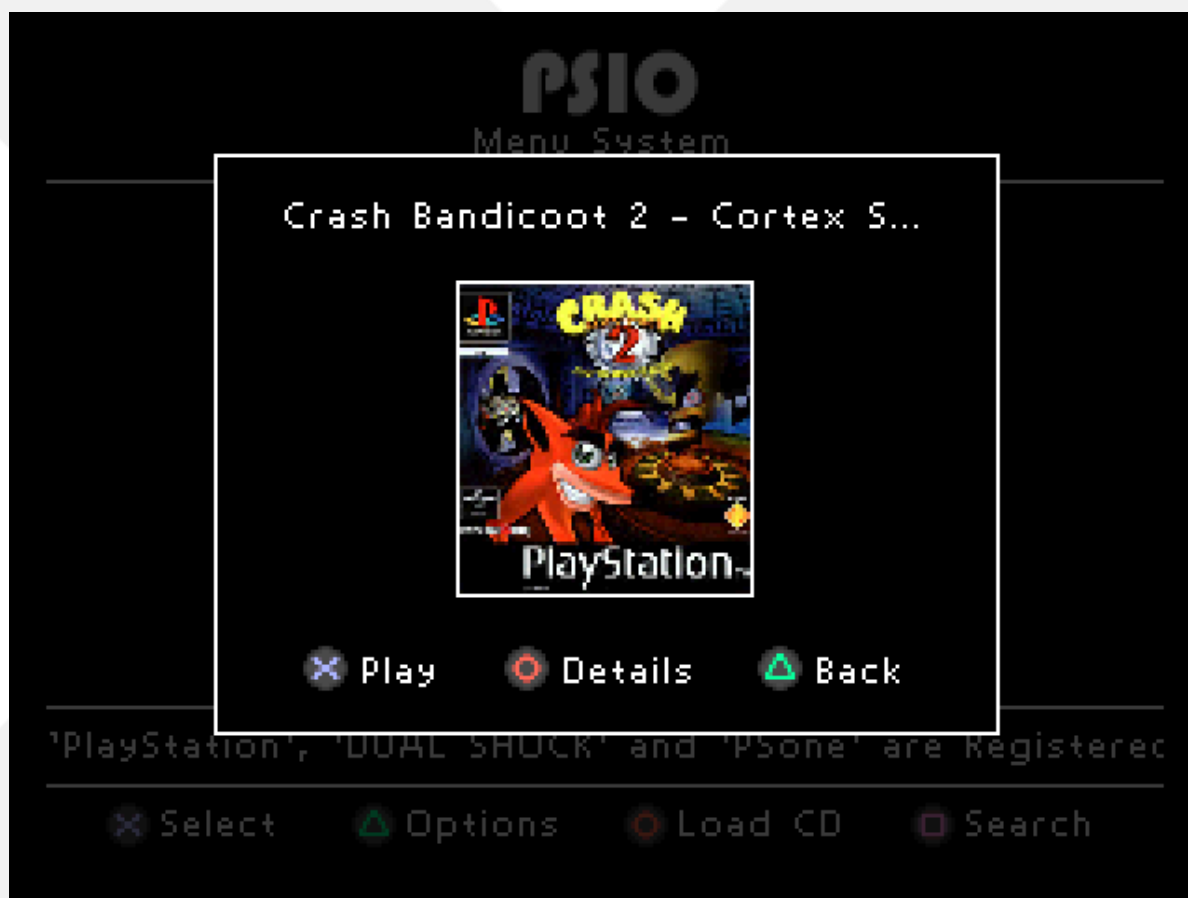 PSIO
Menu System
Crash Bandicoot 2 - Cortex S...
CRASH
2
PlayStation
Play Details Back
'PlayStation', 'DUAL SHOCK' and 'PSone' are Registered
Select Options Load CD Search